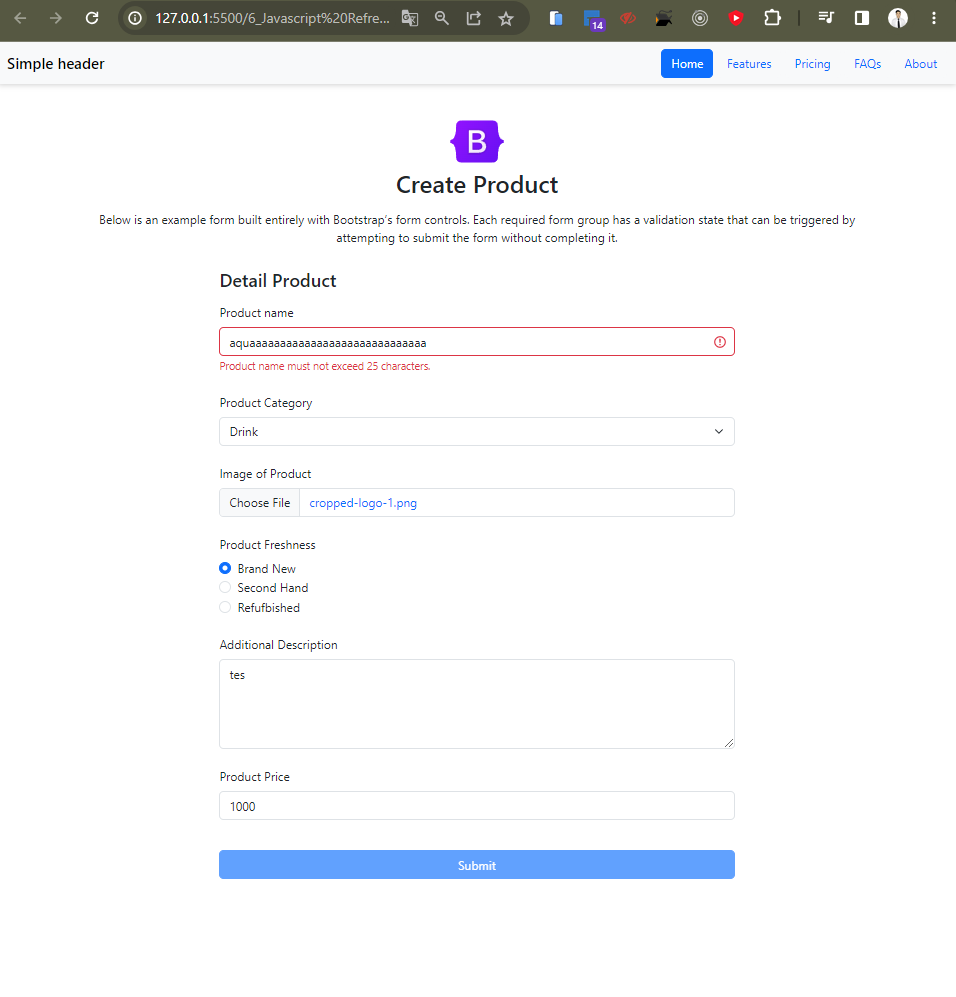 127.0.0.1:5500/6_Javascript%20Refre...
14
Simple header
Home
Features
Pricing
FAQs
About
B
Create Product
Below is an example form built entirely with Bootstrap's form controls. Each required form group has a validation state that can be triggered by
attempting to submit the form without completing it.
Detail Product
Product name
aquaaaaaaaaaaaaaaaaaaaaaaaaaaaaaa
Product name must not exceed 25 characters.
Product Category
Drink
Image of Product
Choose File cropped-logo-1.png
Product Freshness
Brand New
Second Hand
Refufbished
Additional Description
tes
Product Price
1000
Submit